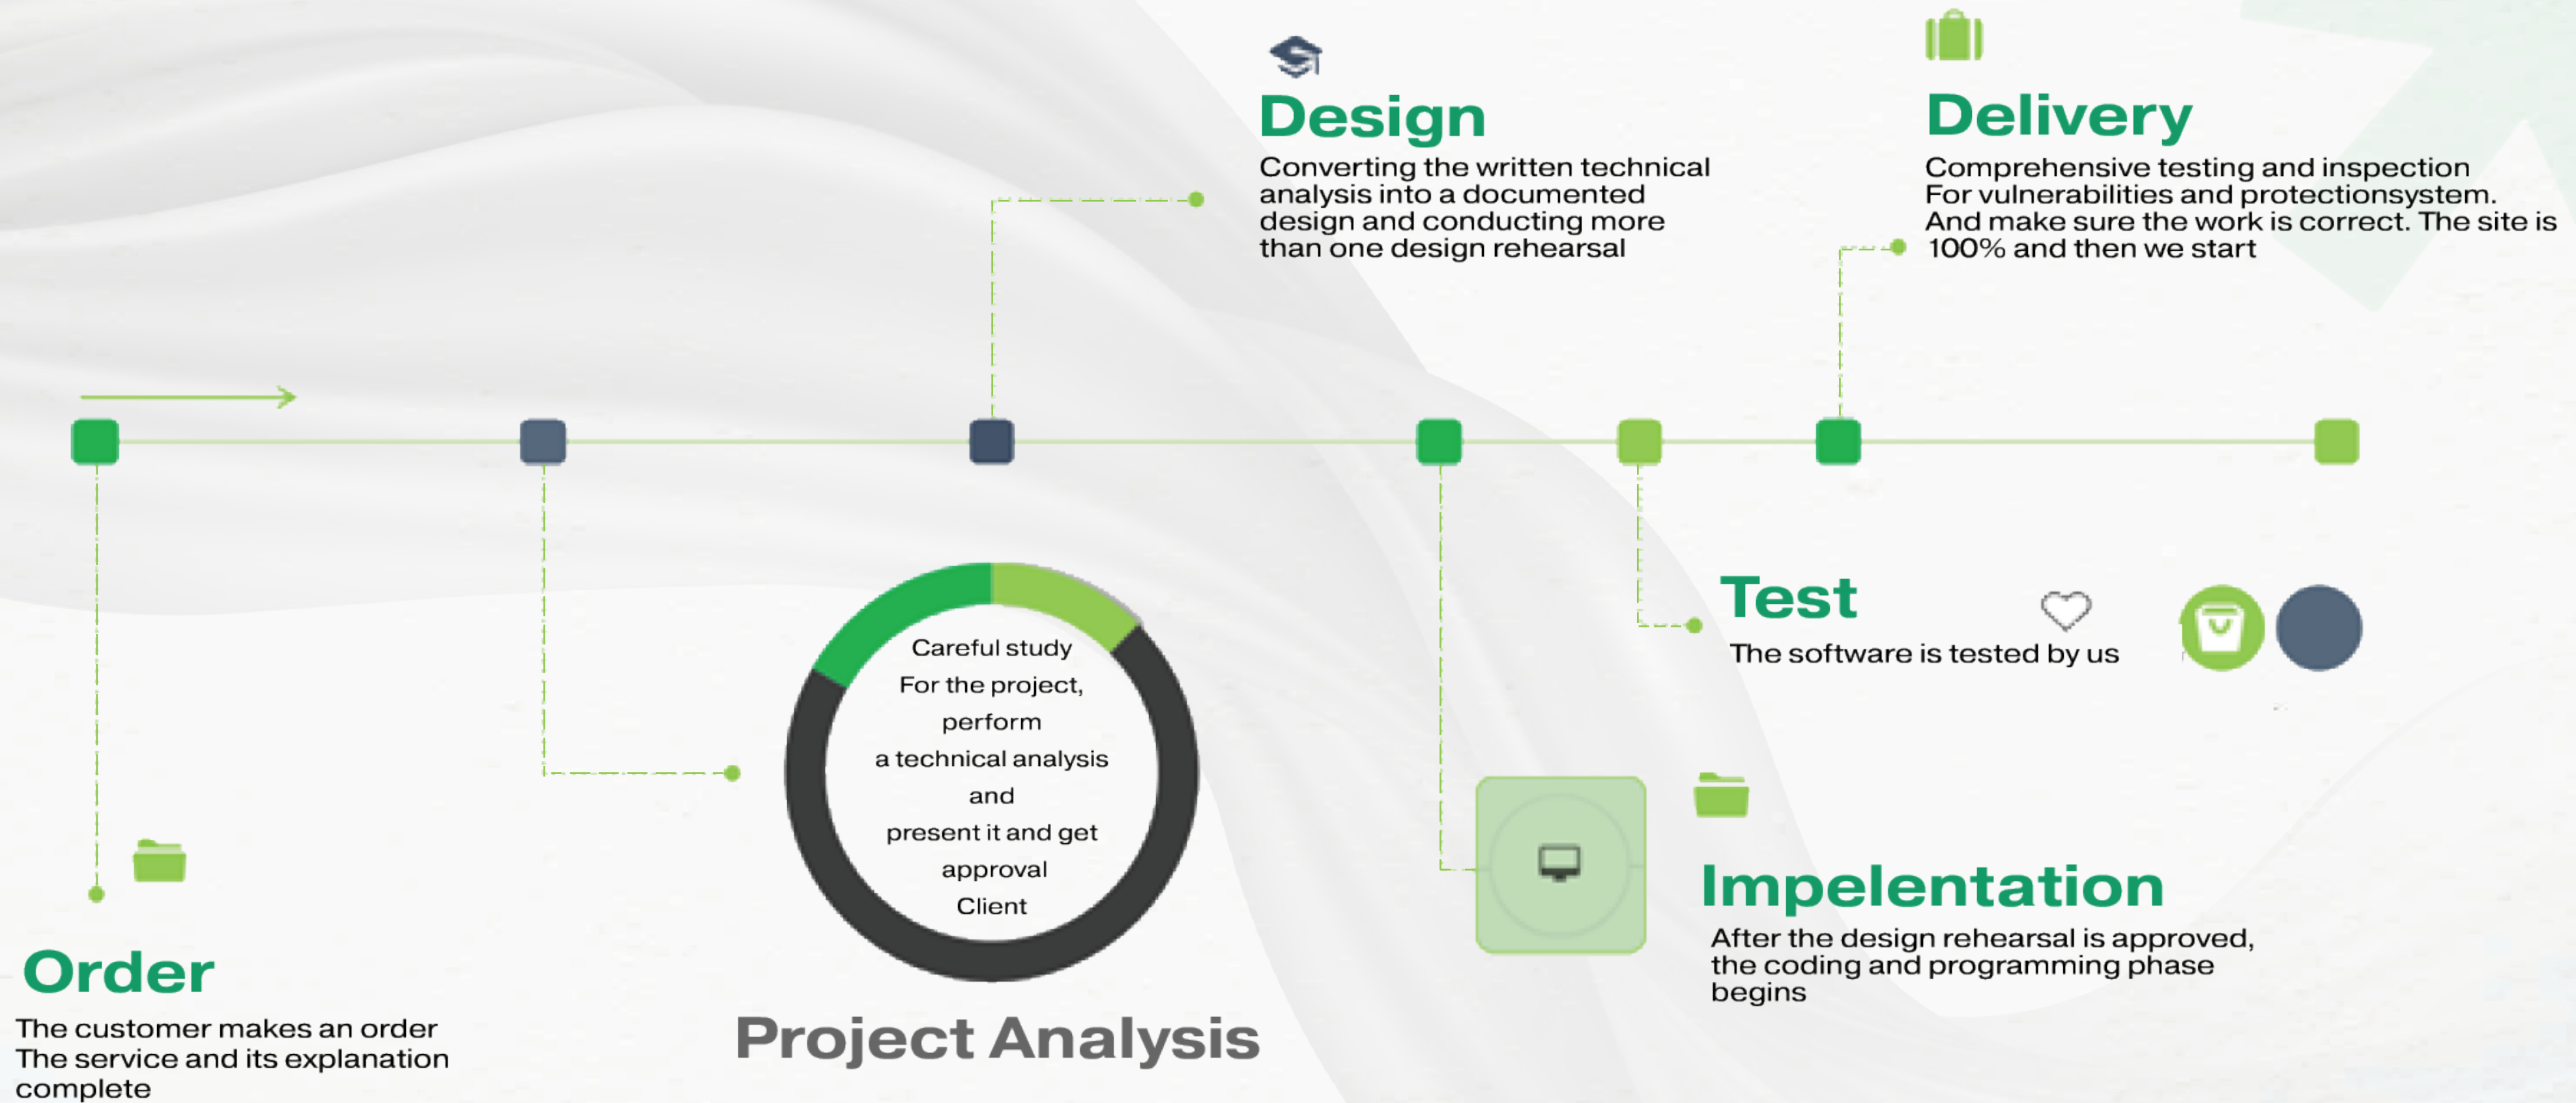 Design
Converting the written technical
analysis into a documented
design and conducting more
than one design rehearsal
Delivery
Comprehensive testing and inspection
For vulnerabilities and protectionsystem.
And make sure the work is correct. The site is
100% and then we start
Test
The software is tested by us
Careful study
For the project,
perform
a technical analysis
and
present it and get
approval
Client
Project Analysis
Impelentation
After the design rehearsal is approved,
the coding and programming phase
begins
Order
The customer makes an order
The service and its explanation
complete